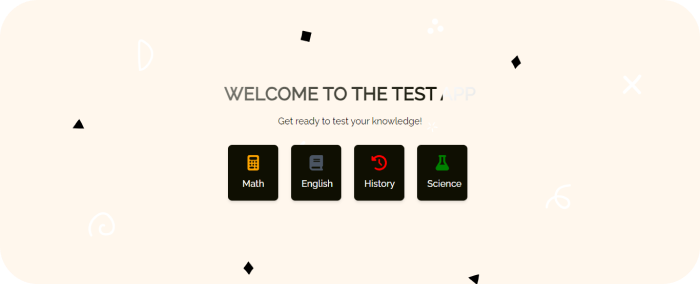 WELCOME TO THE TEST APP
Get ready to test your knowledge!
Math
English
History
Science